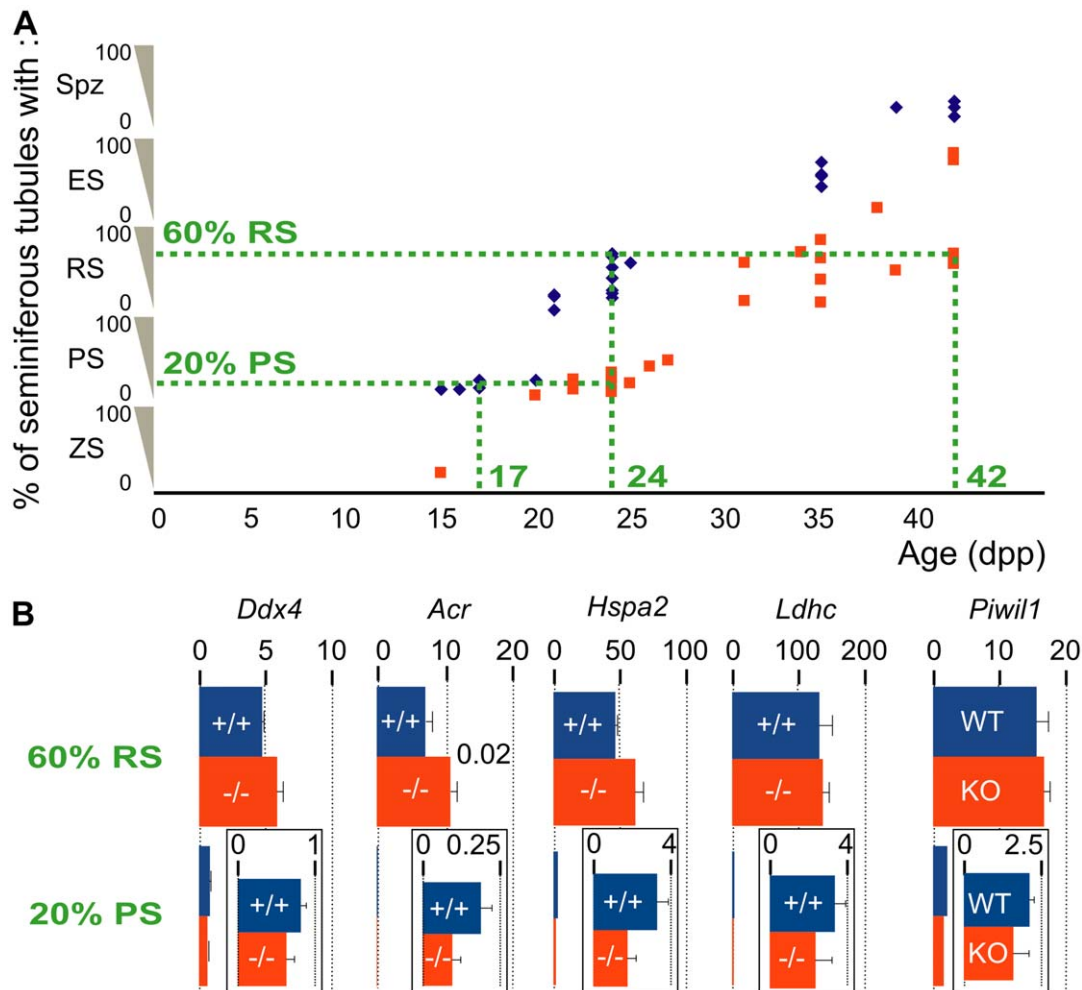 A
% of seminiferous tubules with :
100
Spz
0
100
ES
0
60% RS
100
RS
0
20% PS
100
PS
0
100
ZS
0
17 24 42
0 5 10 15 20 25 30 35 40
Age (dpp)
B
Ddx4 Acr Hspa2 Ldhc Piwil1
0 5 10 0 10 20 0 50 100 0 100 200 0 10 20
60% RS
+/+ +/+ +/+ +/+ WT
0.02
-/- -/- -/- -/- KO
20% PS
0 1 0 0.25 0 4 0 4 0 2.5
+/+ +/+ +/+ +/+ WT
-/- -/- -/- -/- KO